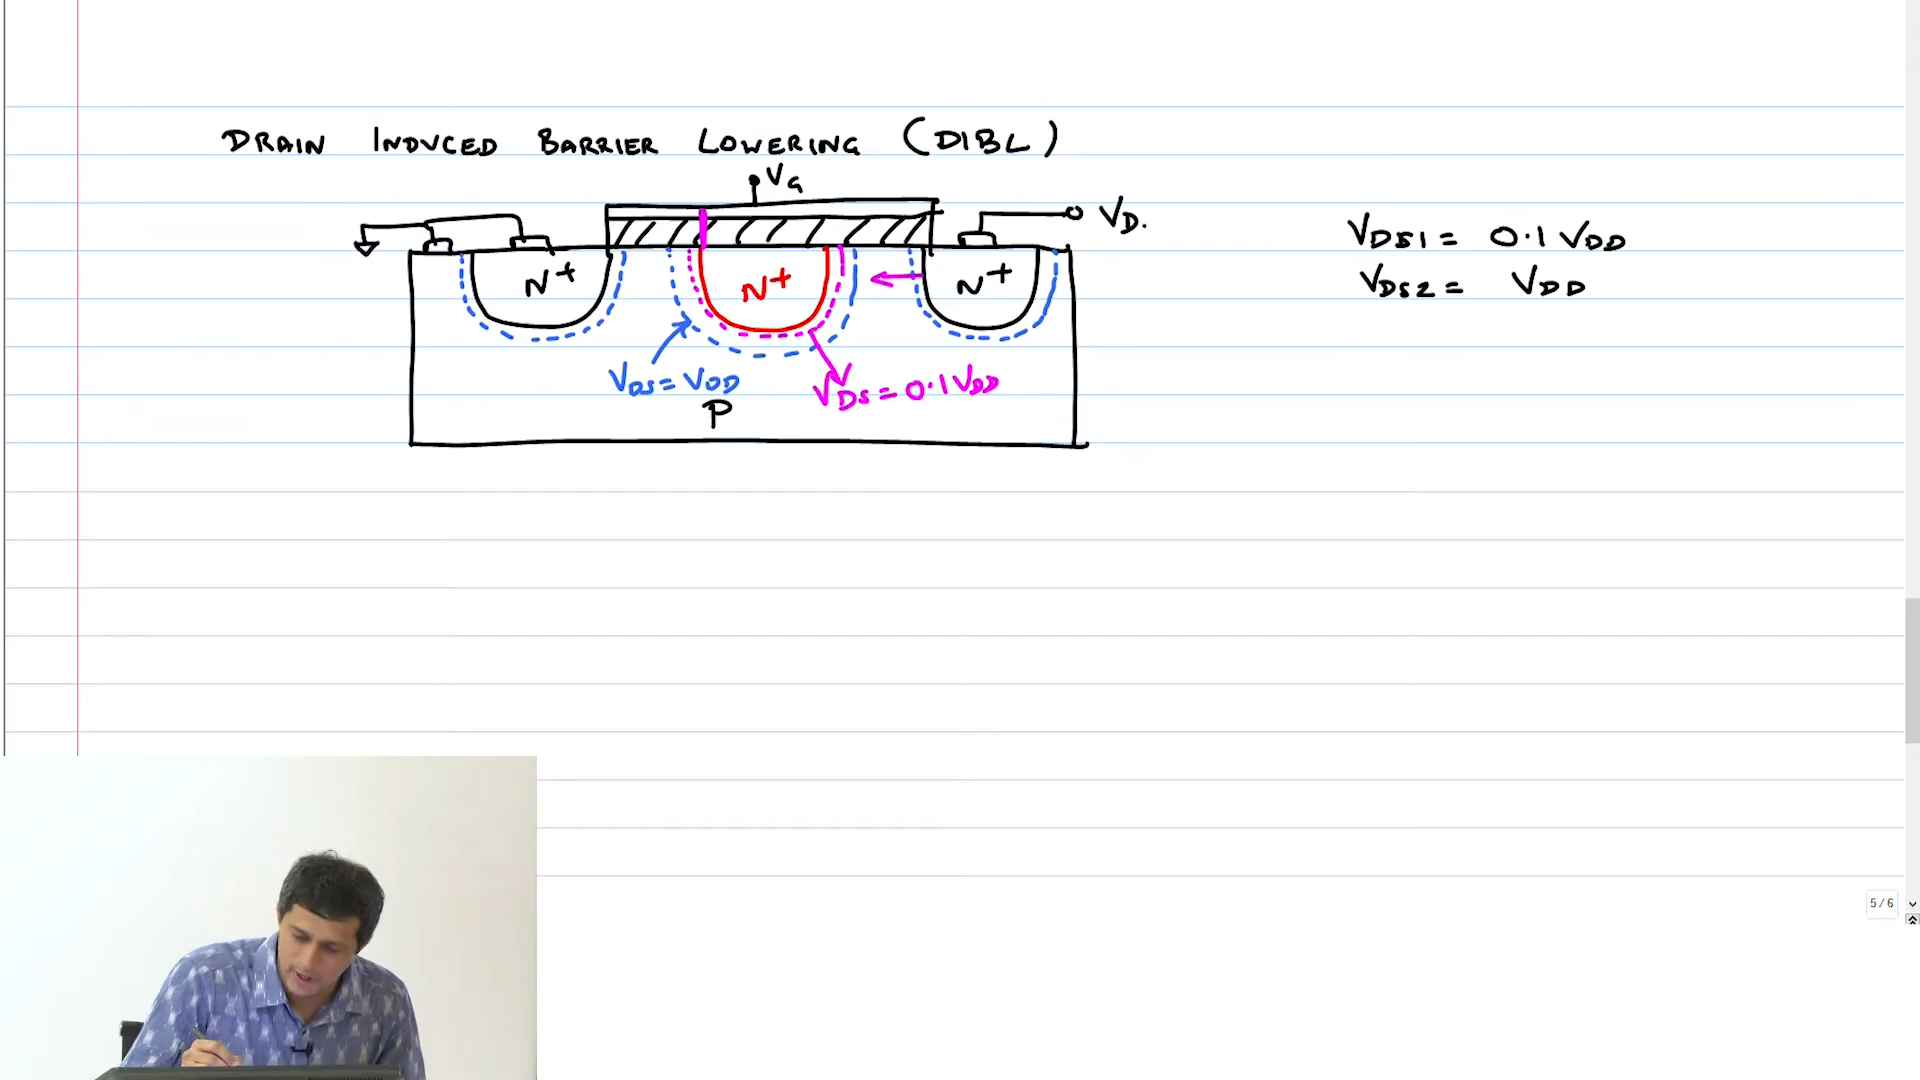 DRAIN INDUCED BARRIER LOWERING (DIBL)
VG
VD.
VDS1 = 0.1 VDD
VDS2 = VDD
N+
N+
N+
VDS = VDD
VDS = 0.1 VDD
P
5 / 6